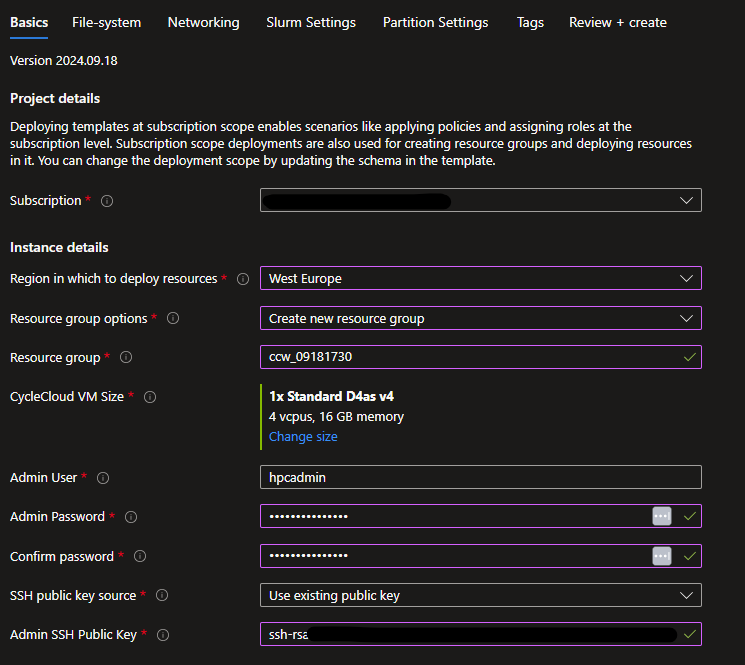 Basics File-system Networking Slurm Settings Partition Settings Tags Review + create
Version 2024.09.18
Project details
Deploying templates at subscription scope enables scenarios like applying policies and assigning roles at the
subscription level. Subscription scope deployments are also used for creating resource groups and deploying resources
in it. You can change the deployment scope by updating the schema in the template.
Subscription *
Instance details
Region in which to deploy resources * West Europe
Resource group options * Create new resource group
Resource group * ccw_09181730
CycleCloud VM Size * 1x Standard D4as v4
4 vcpus, 16 GB memory
Change size
Admin User * hpcadmin
Admin Password * •••••••••••••••
Confirm password * •••••••••••••••
SSH public key source * Use existing public key
Admin SSH Public Key * ssh-rsa